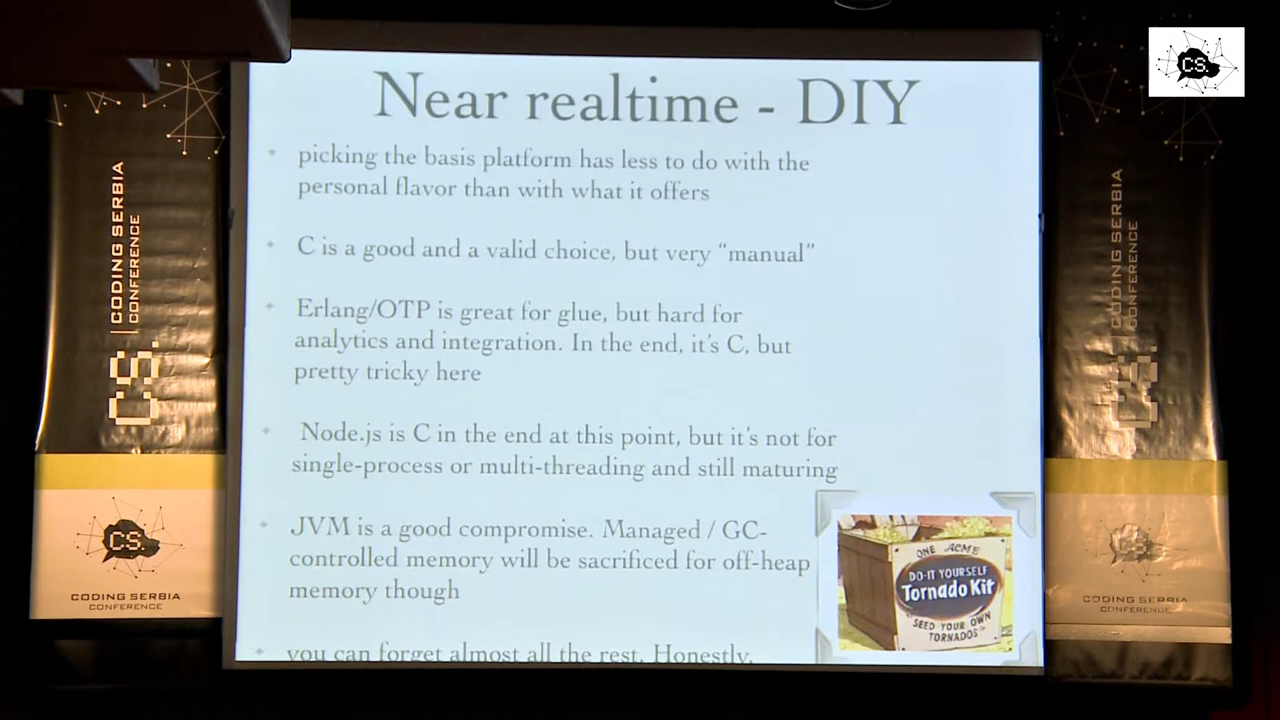 Near realtime - DIY
picking the basis platform has less to do with the
personal flavor than with what it offers
C is a good and a valid choice, but very “manual”
Erlang/OTP is great for glue, but hard for
analytics and integration. In the end, it's C, but
pretty tricky here
Node.js is C in the end at this point, but it's not for
single-process or multi-threading and still maturing
JVM is a good compromise. Managed / GC-
controlled memory will be sacrificed for off-heap
memory though
you can forget almost all the rest. Honestly.
ONE ACME
DO-IT YOURSELF
Tornado Kit
SEED YOUR OWN
TORNADOS
CS.
CODING SERBIA
CONFERENCE
CS.
CODING SERBIA
CONFERENCE
CS.
CODING SERBIA
CONFERENCE
CS.
CODING SERBIA
CONFERENCE
CS.